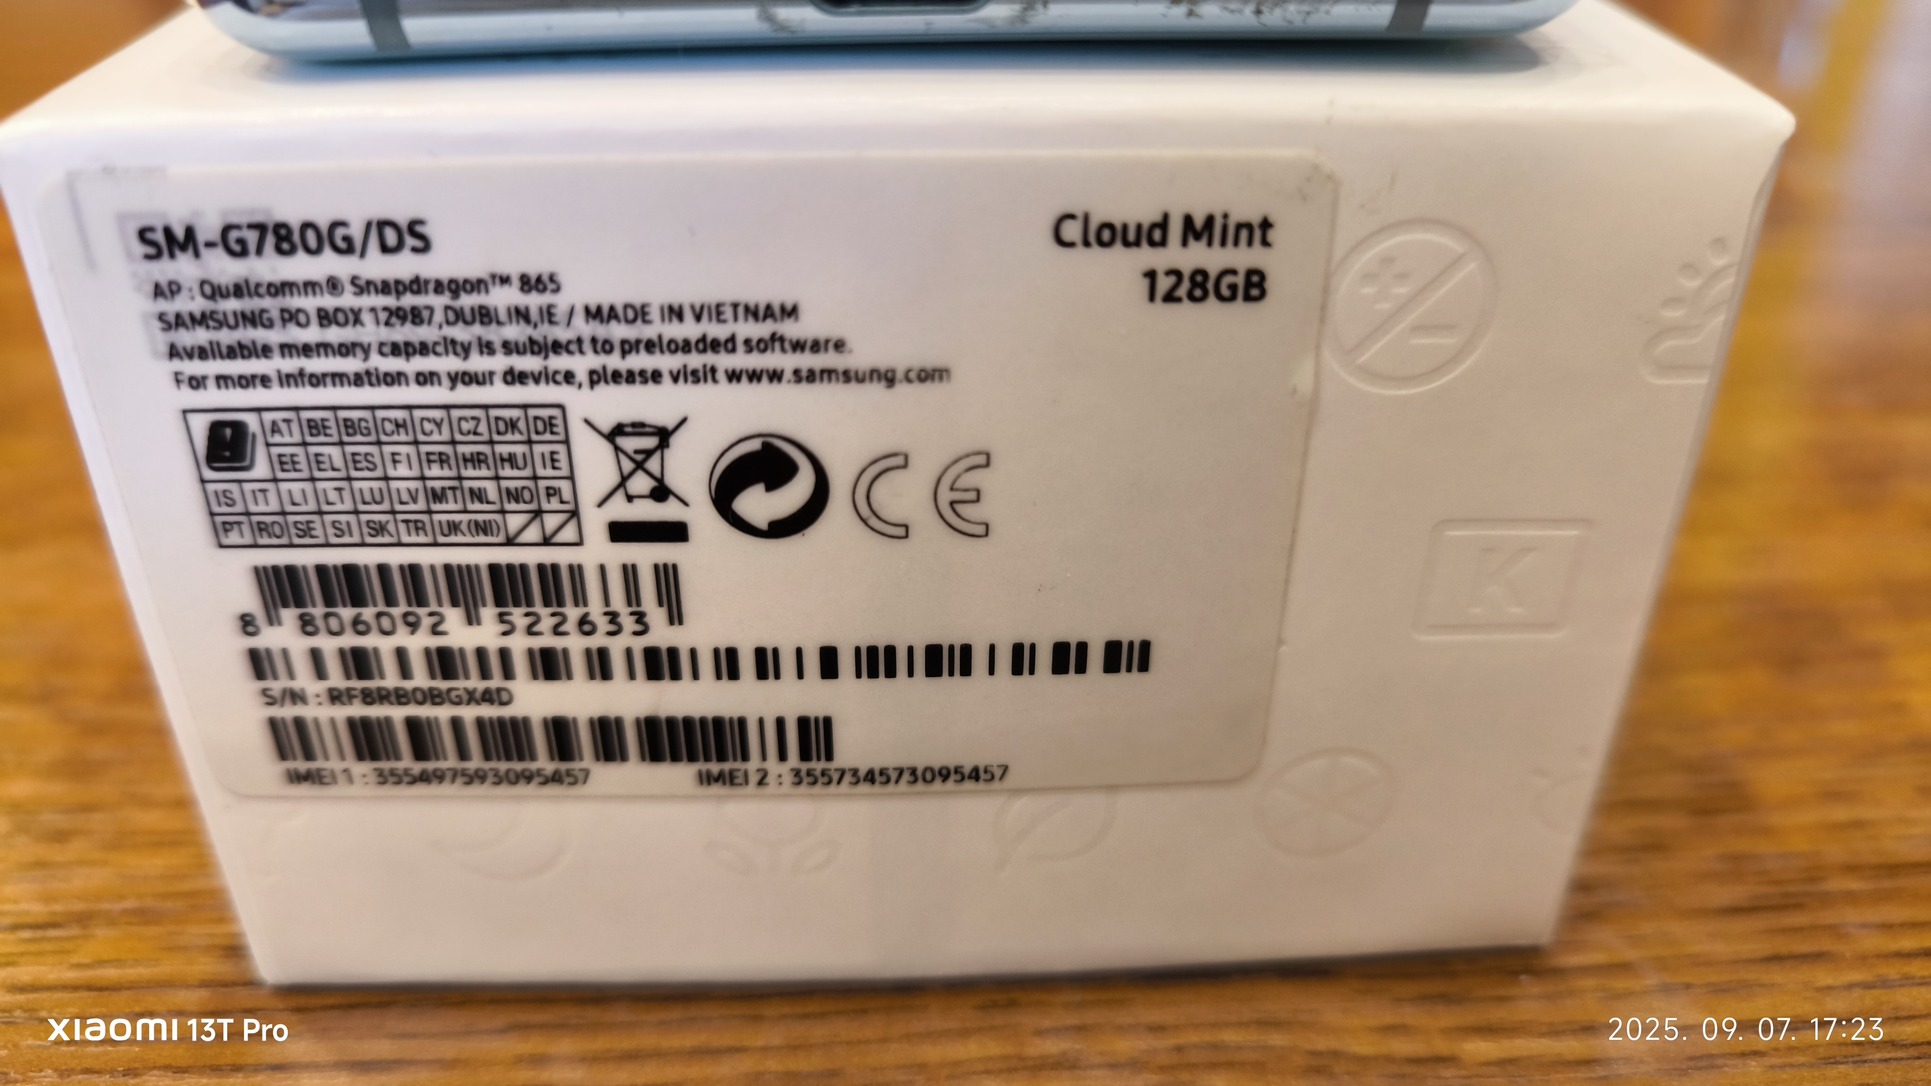 SM-G780G/DS
Cloud Mint
128GB
AP : Qualcomm® Snapdragon™ 865
SAMSUNG PO BOX 12987,DUBLIN,IE / MADE IN VIETNAM
Available memory capacity is subject to preloaded software.
For more information on your device, please visit www.samsung.com
AT BE BG CH CY CZ DK DE
EE EL ES FI FR HR HU IE
IS IT LI LT LU LV MT NL NO PL
PT RO SE SI SK TR UK(NI)
CE
8 806092 522633
S/N : RF8RB0BGX4D
IMEI 1 : 355497593095457 IMEI 2 : 355734573095457
K
xiaomi 13T Pro
2025. 09. 07. 17:23